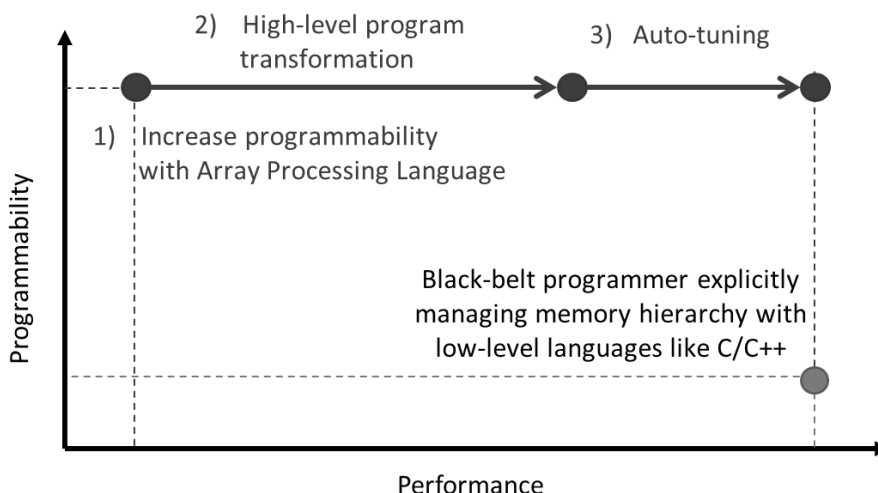 2) High-level program
transformation
3) Auto-tuning
1) Increase programmability
with Array Processing Language
Programmability
Black-belt programmer explicitly
managing memory hierarchy with
low-level languages like C/C++
Performance